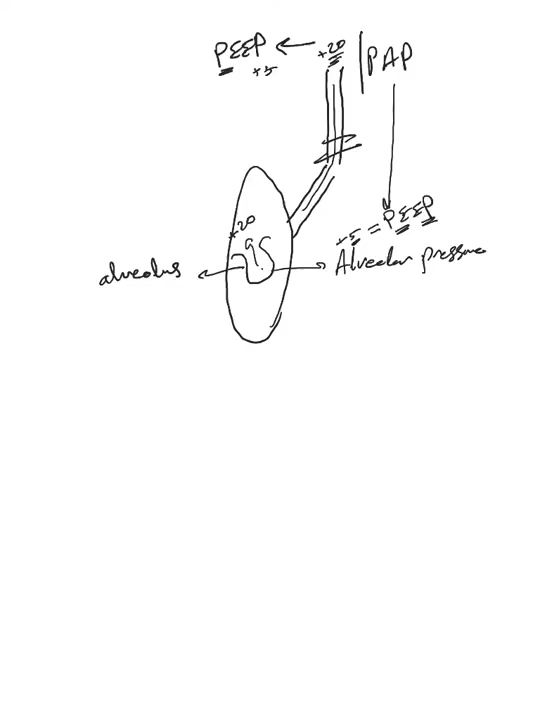 PEEP ← +20 | PAP
+5
+5 = PEEP
+20
alveolus
Alveolar pressure